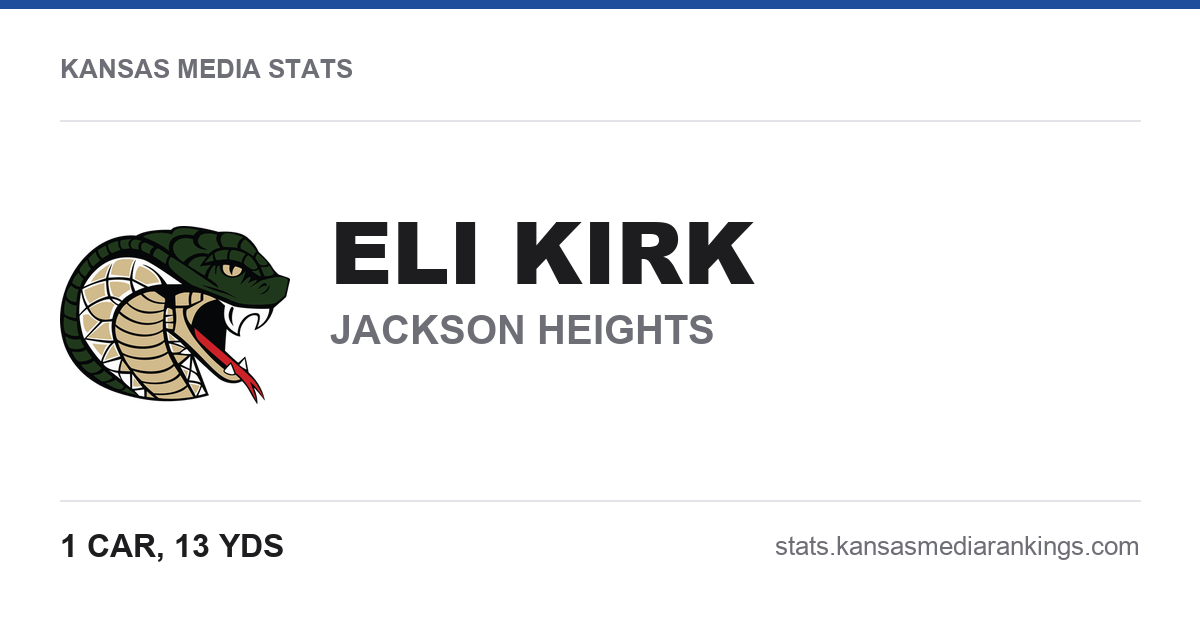 KANSAS MEDIA STATS
ELI KIRK
JACKSON HEIGHTS
1 CAR, 13 YDS
stats.kansasmediarankings.com